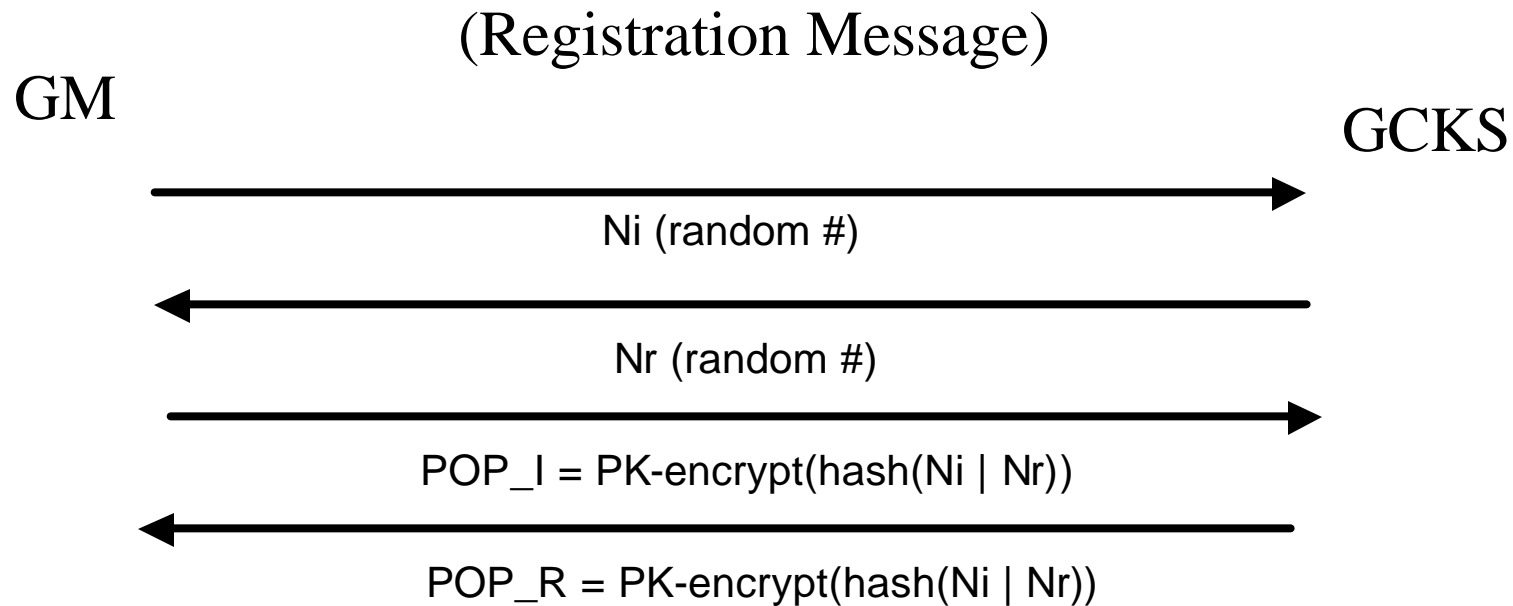 (Registration Message)
GM
GCKS
Ni (random #)
Nr (random #)
POP_I = PK-encrypt(hash(Ni | Nr))
POP_R = PK-encrypt(hash(Ni | Nr))